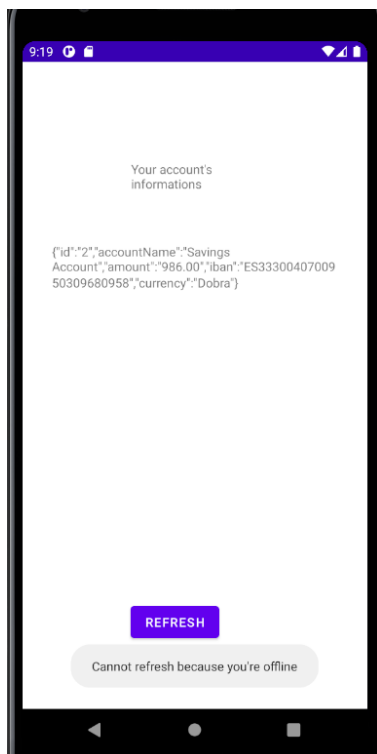 9:19
Your account's
informations
{"id":"2","accountName":"Savings
Account","amount":"986.00","iban":"ES33300407009
50309680958","currency":"Dobra"}
REFRESH
Cannot refresh because you're offline